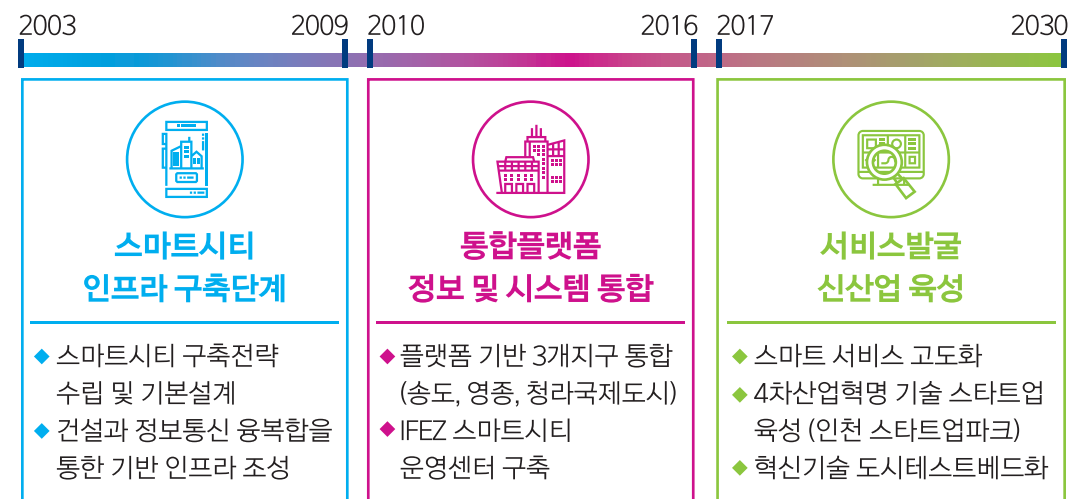 2003 2009 2010 2016 2017 2030
스마트시티
인프라 구축단계
◆ 스마트시티 구축전략
수립 및 기본설계
◆ 건설과 정보통신 융복합을
통한 기반 인프라 조성
통합플랫폼
정보 및 시스템 통합
◆ 플랫폼 기반 3개지구 통합
(송도, 영종, 청라국제도시)
◆ IFEZ 스마트시티
운영센터 구축
서비스발굴
신산업 육성
◆ 스마트 서비스 고도화
◆ 4차산업혁명 기술 스타트업
육성 (인천 스타트업파크)
◆ 혁신기술 도시테스트베드화